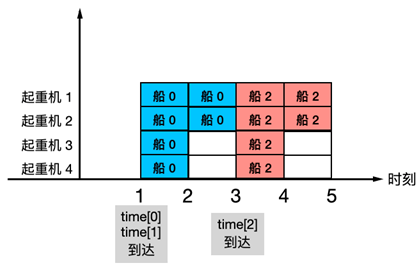 起重机 1 船 0 船 0 船 2 船 2
起重机 2 船 0 船 0 船 2 船 2
起重机 3 船 0 船 2
起重机 4 船 0 船 2
时刻
1 2 3 4 5
time[0]
time[1]
到达
time[2]
到达